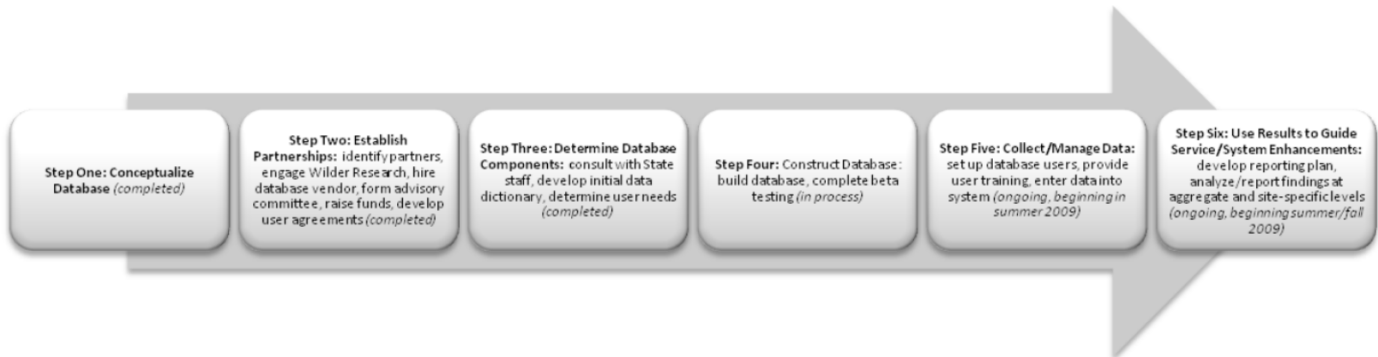 Step One: Conceptualize
Database (completed)
Step Two: Establish
Partnerships: identify partners,
engage Wilder Research, hire
database vendor, form advisory
committee, raise funds, develop
user agreements (completed)
Step Three: Determine Database
Components: consult with State
staff, develop initial data
dictionary, determine user needs
(completed)
Step Four: Construct Database:
build database, complete beta
testing (in process)
Step Five: Collect/Manage Data:
set up database users, provide
user training, enter data into
system (ongoing, beginning in
summer 2009)
Step Six: Use Results to Guide
Service/System Enhancements:
develop reporting plan,
analyze/report findings at
aggregate and site-specific levels
(ongoing, beginning summer/fall
2009)